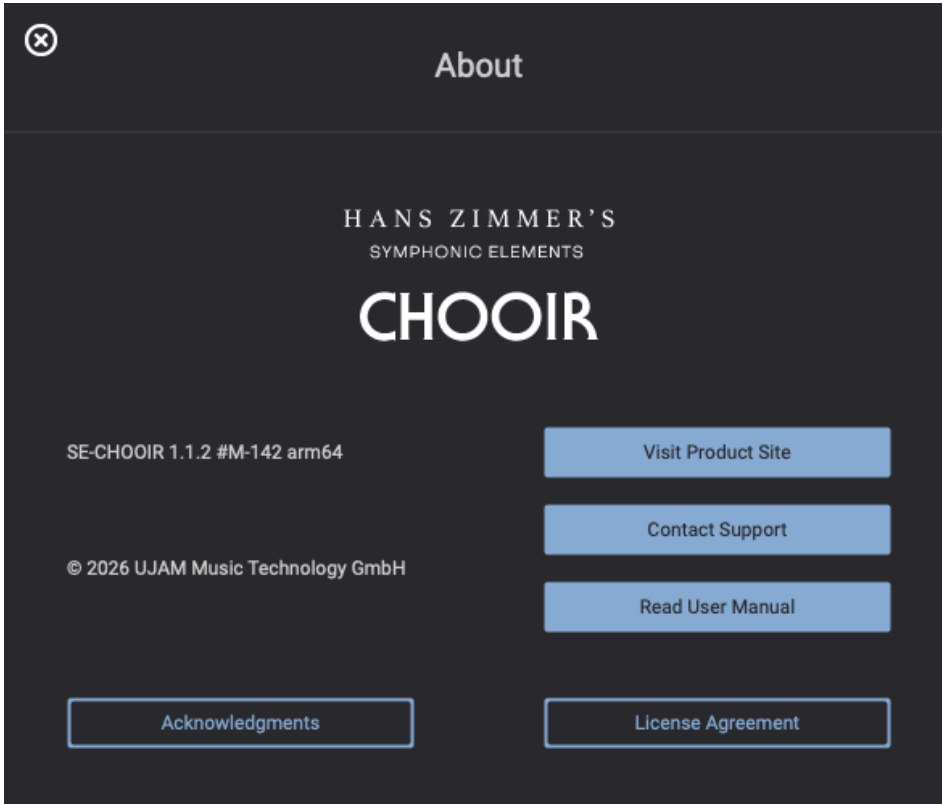 About
HANS ZIMMER'S
SYMPHONIC ELEMENTS
CHOOIR
SE-CHOOIR 1.1.2 #M-142 arm64
Visit Product Site
Contact Support
© 2026 UJAM Music Technology GmbH
Read User Manual
Acknowledgments
License Agreement